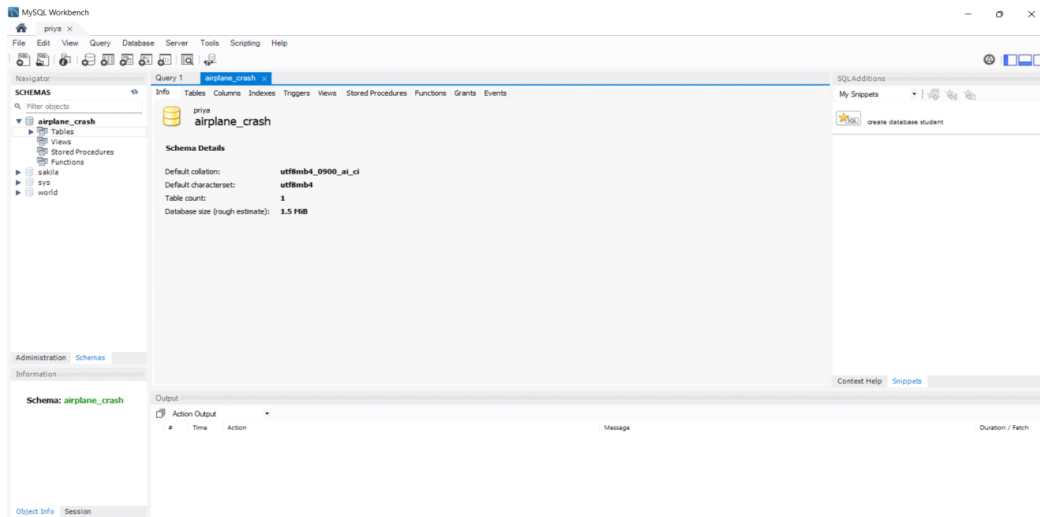 MySQL Workbench
priya
File Edit View Query Database Server Tools Scripting Help
Navigator
SCHEMAS
Filter objects
airplane_crash
Tables
Views
Stored Procedures
Functions
sakila
sys
world
Administration Schemas
Information
Schema: airplane_crash
Object Info Session
Query 1 airplane_crash
Info Tables Columns Indexes Triggers Views Stored Procedures Functions Grants Events
priya
airplane_crash
Schema Details
Default collation: utf8mb4_0900_ai_ci
Default characterset: utf8mb4
Table count: 1
Database size (rough estimate): 1.5 MiB
SQLAdditions
My Snippets
SQL create database student
Context Help Snippets
Output
Action Output
# Time Action Message Duration / Fetch